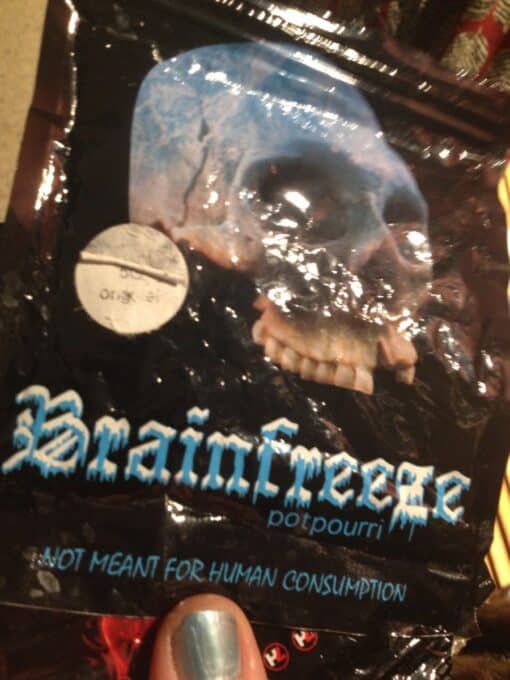 Brainfreeze
potpourri
NOT MEANT FOR HUMAN CONSUMPTION